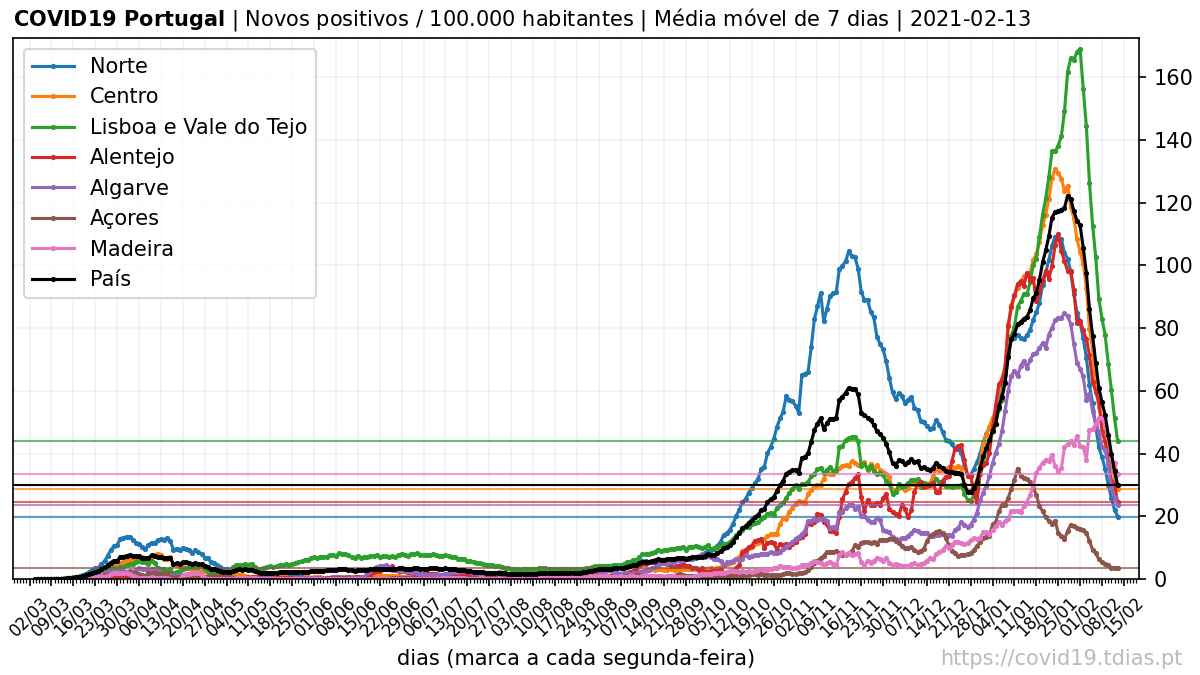 COVID19 Portugal | Novos positivos / 100.000 habitantes | Média móvel de 7 dias | 2021-02-13
Norte
Centro
Lisboa e Vale do Tejo
Alentejo
Algarve
Açores
Madeira
País
160
140
120
100
80
60
40
20
0
02/03 09/03 16/03 23/03 30/03 06/04 13/04 20/04 27/04 04/05 11/05 18/05 25/05 01/06 08/06 15/06 22/06 29/06 06/07 13/07 20/07 27/07 03/08 10/08 17/08 24/08 31/08 07/09 14/09 21/09 28/09 05/10 12/10 19/10 26/10 02/11 09/11 16/11 23/11 30/11 07/12 14/12 21/12 28/12 04/01 11/01 18/01 25/01 01/02 08/02 15/02
dias (marca a cada segunda-feira)
https://covid19.tdias.pt